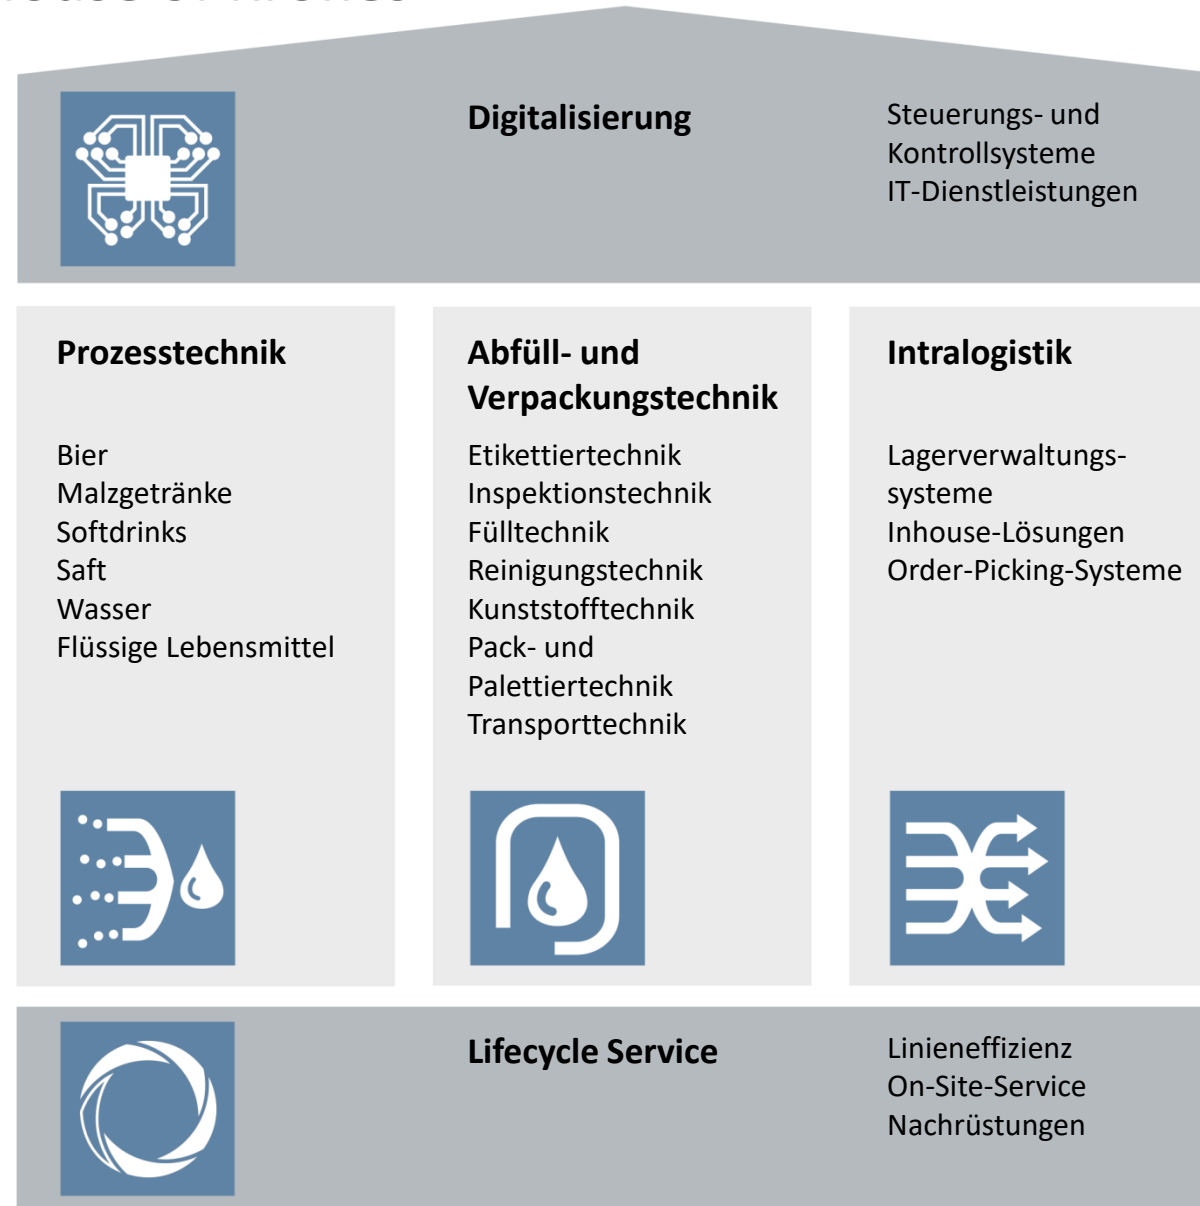 Digitalisierung
Steuerungs- und
Kontrollsysteme
IT-Dienstleistungen
Prozesstechnik
Bier
Malzgetränke
Softdrinks
Saft
Wasser
Flüssige Lebensmittel
Abfüll- und
Verpackungstechnik
Etikettiertechnik
Inspektionstechnik
Fülltechnik
Reinigungstechnik
Kunststofftechnik
Pack- und
Palettiertechnik
Transporttechnik
Intralogistik
Lagerverwaltungs-
systeme
Inhouse-Lösungen
Order-Picking-Systeme
Lifecycle Service
Linieneffizienz
On-Site-Service
Nachrüstungen